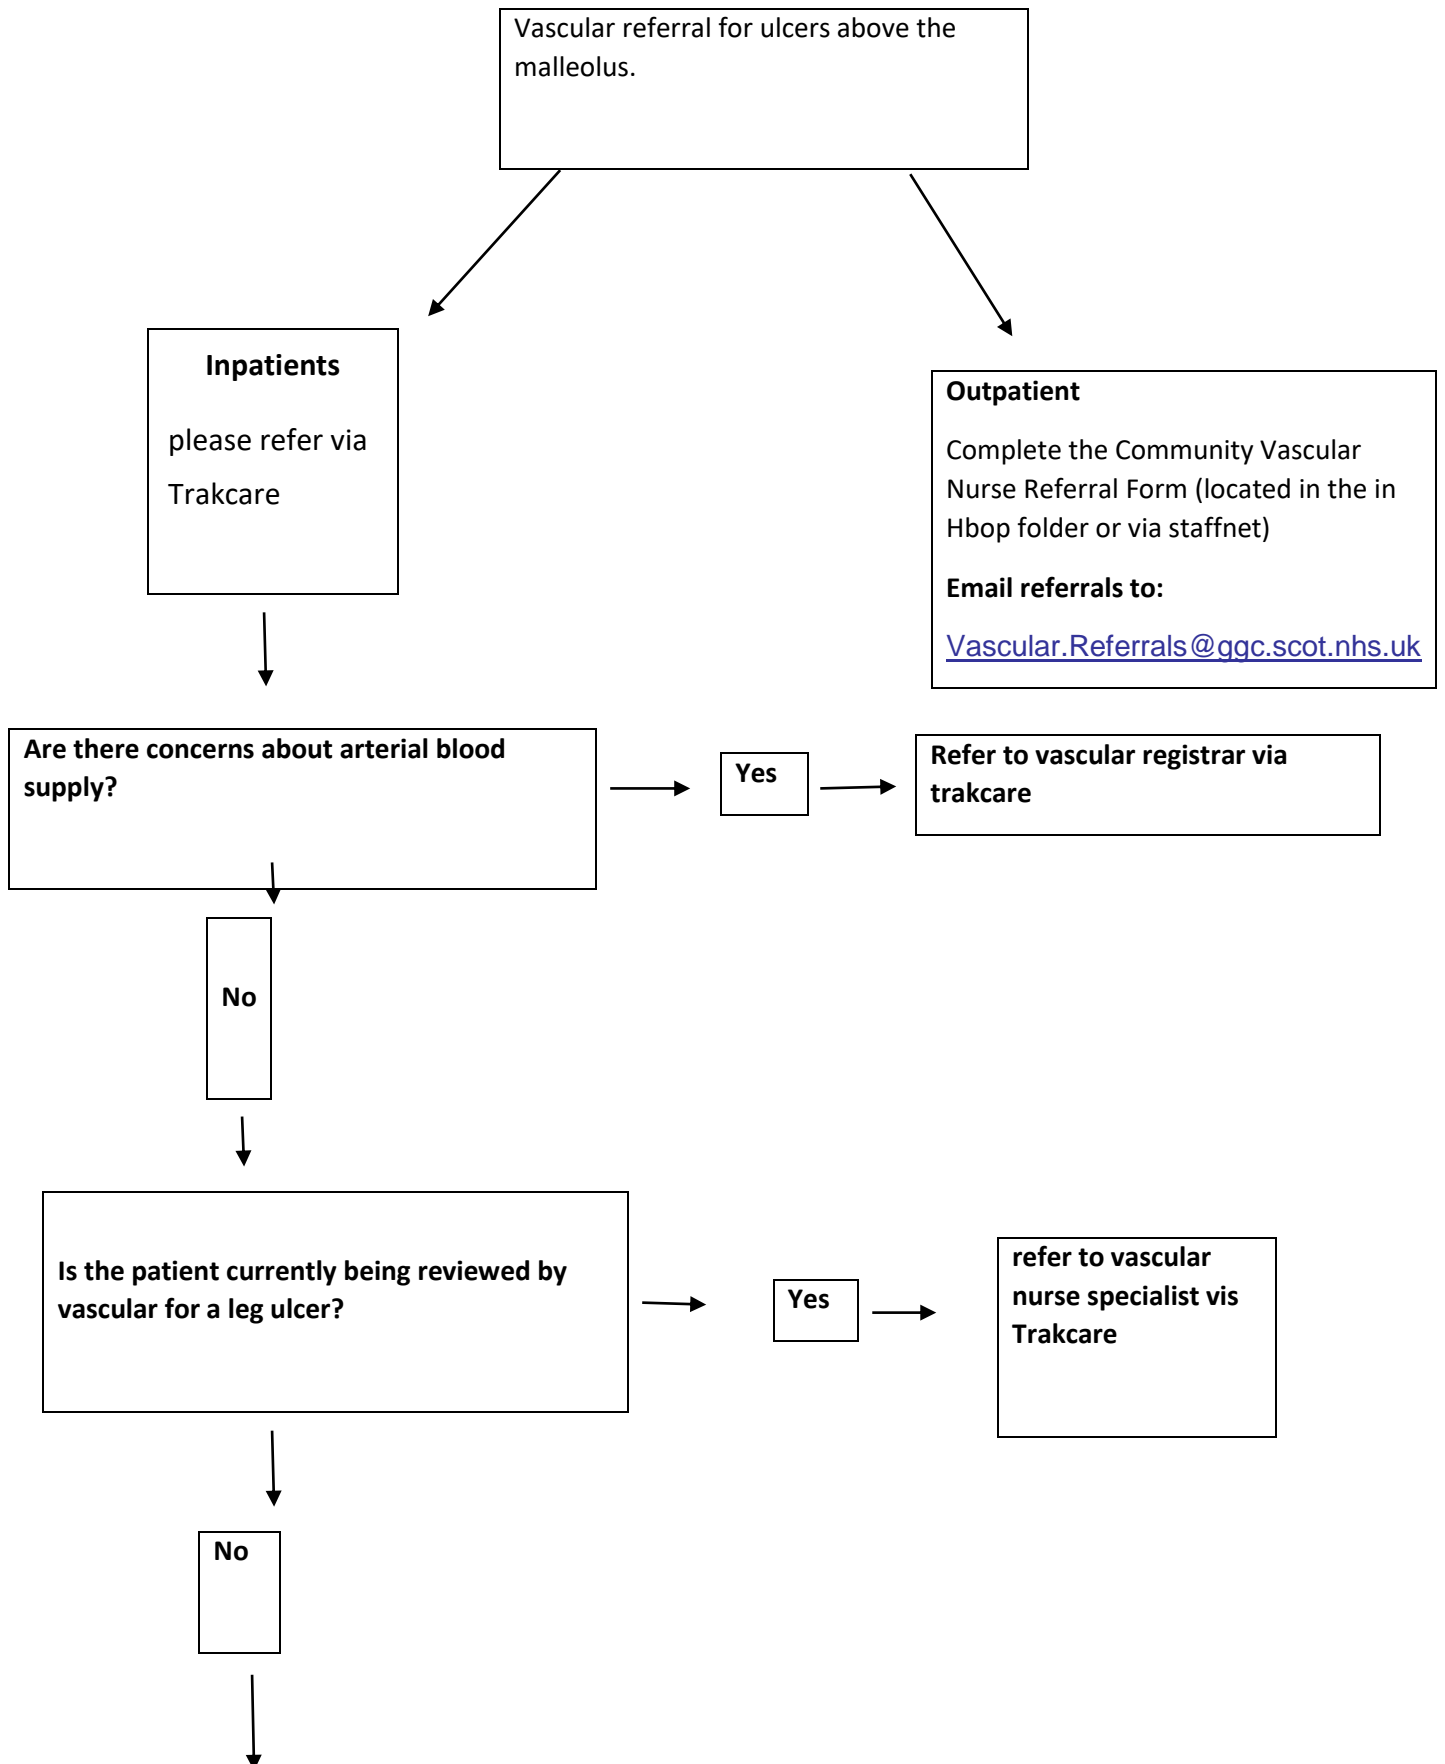 Vascular referral for ulcers above the
malleolus.
Inpatients
please refer via
Trakcare
Outpatient
Complete the Community Vascular
Nurse Referral Form (located in the in
Hbop folder or via staffnet)
Email referrals to:
Vascular.Referrals@ggc.scot.nhs.uk
Are there concerns about arterial blood
supply?
Yes
Refer to vascular registrar via
trakcare
No
Is the patient currently being reviewed by
vascular for a leg ulcer?
Yes
refer to vascular
nurse specialist vis
Trakcare
No